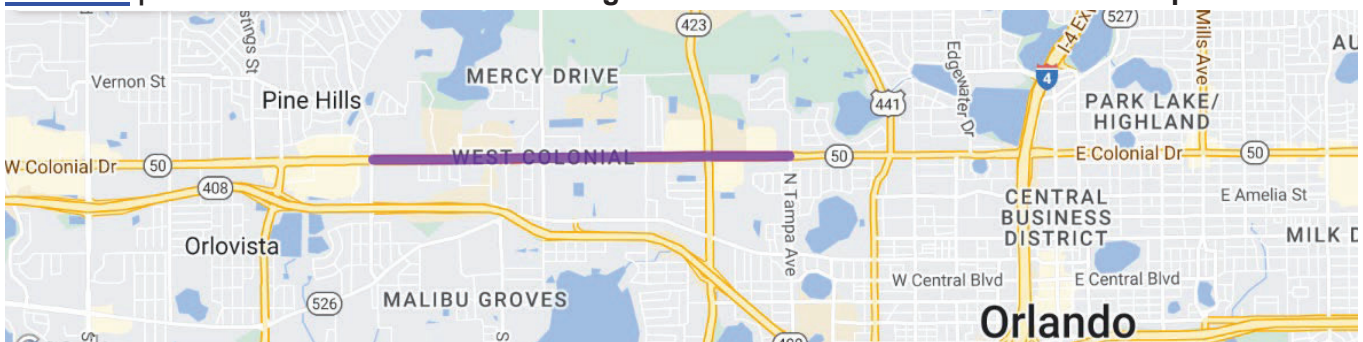 423
527
I-4 EX
Mills Ave
Vernon St
MERCY DRIVE
Pine Hills
441
Edgewater Dr
4
PARK LAKE/
HIGHLAND
W Colonial Dr
50
WEST COLONIAL
50
E Colonial Dr
50
408
N Tampa Ave
CENTRAL
BUSINESS
DISTRICT
E Amelia St
Orlovista
MILK D
526
MALIBU GROVES
W Central Blvd
E Central Blvd
Orlando